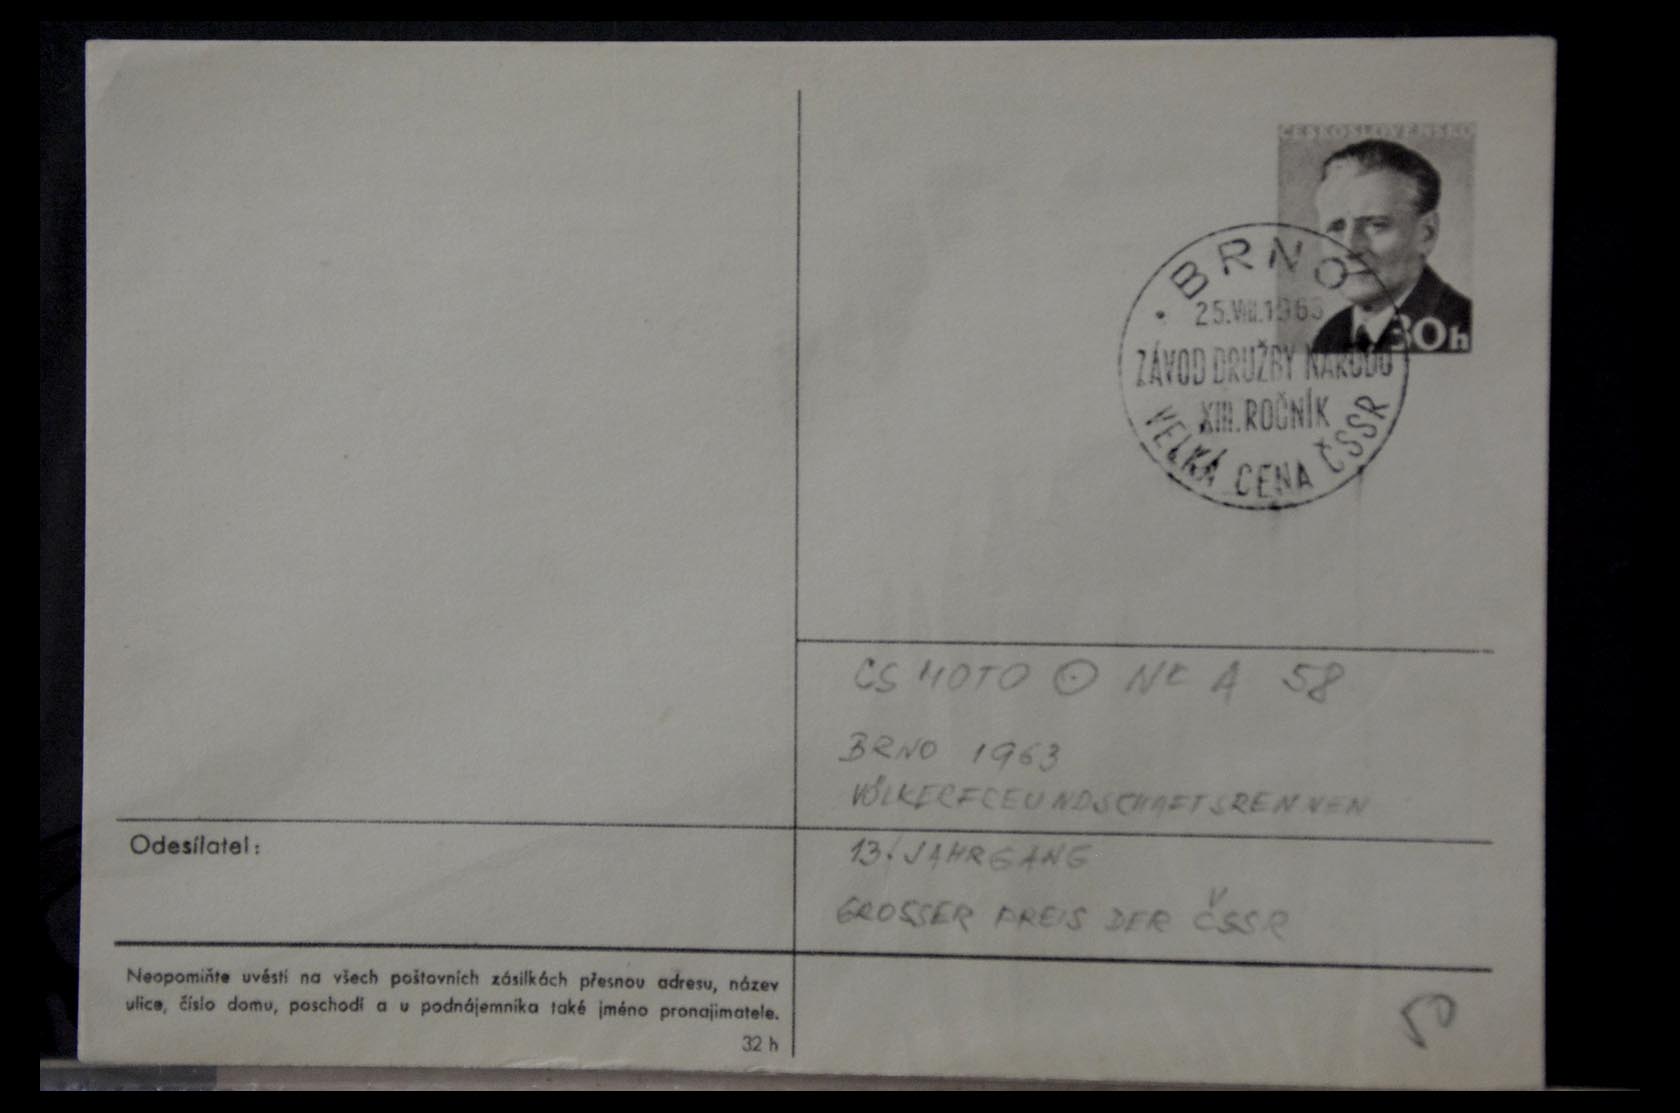 ČESKOSLOVENSKO
30h
BRNO
25.VIII.1963
ZÁVOD DRUŽBY NÁRODŮ
XIII. ROČNÍK
VELKÁ CENA ČSSR
CS MOTO ⊙ NR A 58
BRNO 1963
VÖLKERFREUNDSCHAFTSRENNEN
Odesílatel:
13. JAHRGANG
GROSSER PREIS DER ČSSR
Neopomiňte uvésti na všech poštovních zásilkách přesnou adresu, název
ulice, číslo domu, poschodí a u podnájemníka také jméno pronajimatele.
32 h
50